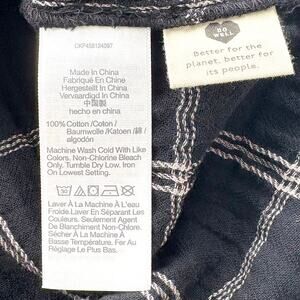 CKP458124097
Made In China
Fabriqué En Chine
Hergestellt In China
Vervaardigd In China
中国製
hecho en china
100% Cotton /Coton /
Baumwolle /Katoen /綿 /
algodón
Machine Wash Cold With Like
Colors. Non-Chlorine Bleach
Only. Tumble Dry Low. Iron
On Lowest Setting.
Laver À La Machine À L'eau
Froide.Laver En Séparant Les
Couleurs. Seulement Agent
De Blanchiment Non-Chloré.
Sécher À La Machine À
Basse Température. Fer Au
Réglage Le Plus Bas.
DO
WELL
Better for the
planet, better for
its people.